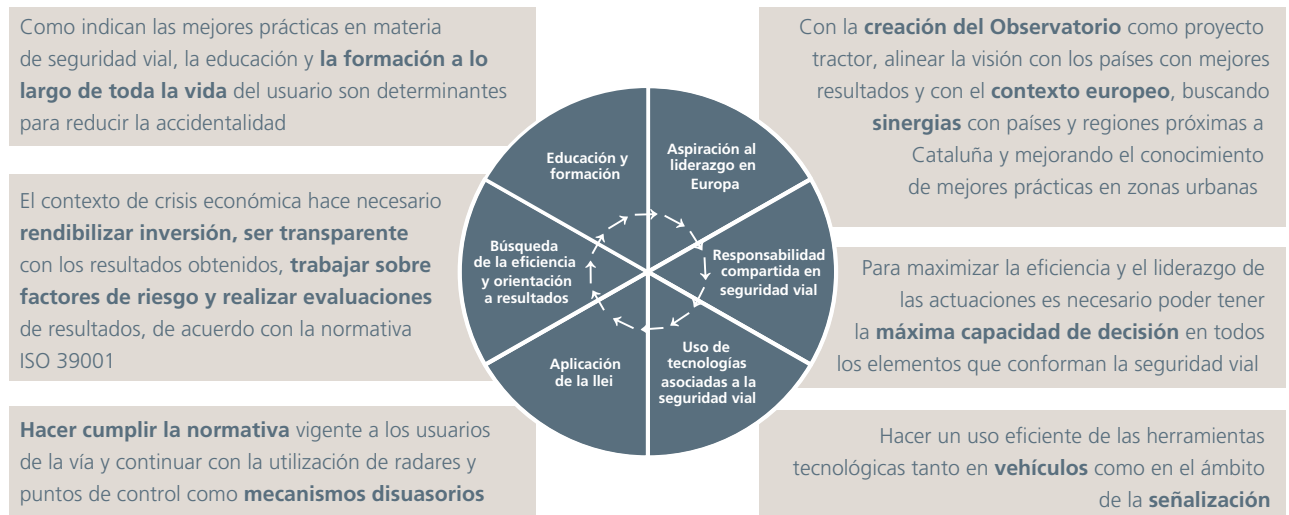 Como indican las mejores prácticas en materia
de seguridad vial, la educación y la formación a lo
largo de toda la vida del usuario son determinantes
para reducir la accidentalidad
El contexto de crisis económica hace necesario
rendibilizar inversión, ser transparente
con los resultados obtenidos, trabajar sobre
factores de riesgo y realizar evaluaciones
de resultados, de acuerdo con la normativa
ISO 39001
Hacer cumplir la normativa vigente a los usuarios
de la vía y continuar con la utilización de radares y
puntos de control como mecanismos disuasorios
Educación y
formación
Aspiración al
liderazgo en
Europa
Búsqueda
de la eficiencia
y orientación
a resultados
Responsabilidad
compartida en
seguridad vial
Aplicación
de la llei
Uso de
tecnologías
asociadas a la
seguridad vial
Con la creación del Observatorio como proyecto
tractor, alinear la visión con los países con mejores
resultados y con el contexto europeo, buscando
sinergias con países y regiones próximas a
Cataluña y mejorando el conocimiento
de mejores prácticas en zonas urbanas
Para maximizar la eficiencia y el liderazgo de
las actuaciones es necesario poder tener
la máxima capacidad de decisión en todos
los elementos que conforman la seguridad vial
Hacer un uso eficiente de las herramientas
tecnológicas tanto en vehículos como en el ámbito
de la señalización